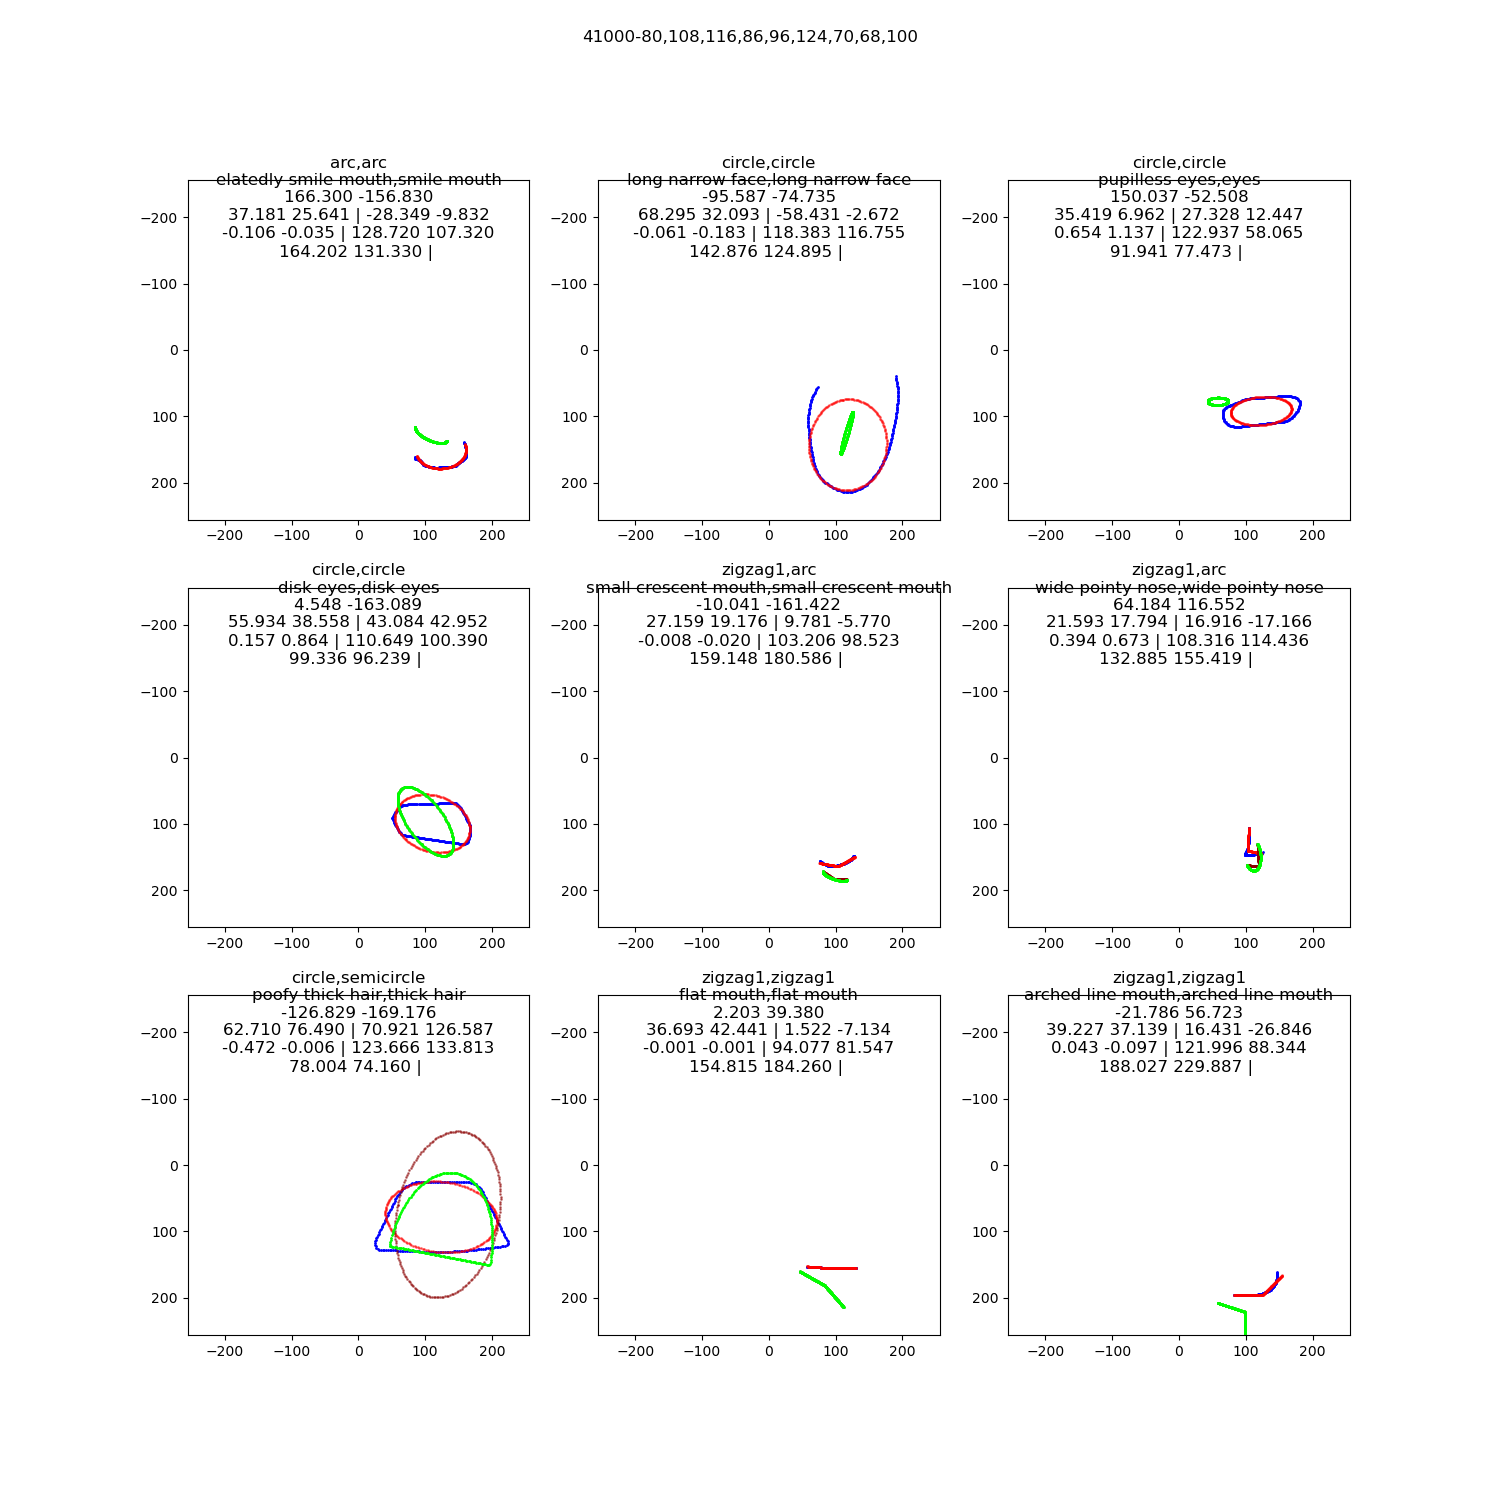 41000-80,108,116,86,96,124,70,68,100
arc,arc
elatedly smile mouth,smile mouth
166.300 -156.830
37.181 25.641 | -28.349 -9.832
-0.106 -0.035 | 128.720 107.320
164.202 131.330 |
−200
−100
0
100
200
−200 −100 0 100 200
circle,circle
long narrow face,long narrow face
-95.587 -74.735
68.295 32.093 | -58.431 -2.672
-0.061 -0.183 | 118.383 116.755
142.876 124.895 |
−200
−100
0
100
200
−200 −100 0 100 200
circle,circle
pupilless eyes,eyes
150.037 -52.508
35.419 6.962 | 27.328 12.447
0.654 1.137 | 122.937 58.065
91.941 77.473 |
−200
−100
0
100
200
−200 −100 0 100 200
circle,circle
disk eyes,disk eyes
4.548 -163.089
55.934 38.558 | 43.084 42.952
0.157 0.864 | 110.649 100.390
99.336 96.239 |
−200
−100
0
100
200
−200 −100 0 100 200
zigzag1,arc
small crescent mouth,small crescent mouth
-10.041 -161.422
27.159 19.176 | 9.781 -5.770
-0.008 -0.020 | 103.206 98.523
159.148 180.586 |
−200
−100
0
100
200
−200 −100 0 100 200
zigzag1,arc
wide pointy nose,wide pointy nose
64.184 116.552
21.593 17.794 | 16.916 -17.166
0.394 0.673 | 108.316 114.436
132.885 155.419 |
−200
−100
0
100
200
−200 −100 0 100 200
circle,semicircle
poofy thick hair,thick hair
-126.829 -169.176
62.710 76.490 | 70.921 126.587
-0.472 -0.006 | 123.666 133.813
78.004 74.160 |
−200
−100
0
100
200
−200 −100 0 100 200
zigzag1,zigzag1
flat mouth,flat mouth
2.203 39.380
36.693 42.441 | 1.522 -7.134
-0.001 -0.001 | 94.077 81.547
154.815 184.260 |
−200
−100
0
100
200
−200 −100 0 100 200
zigzag1,zigzag1
arched line mouth,arched line mouth
-21.786 56.723
39.227 37.139 | 16.431 -26.846
0.043 -0.097 | 121.996 88.344
188.027 229.887 |
−200
−100
0
100
200
−200 −100 0 100 200